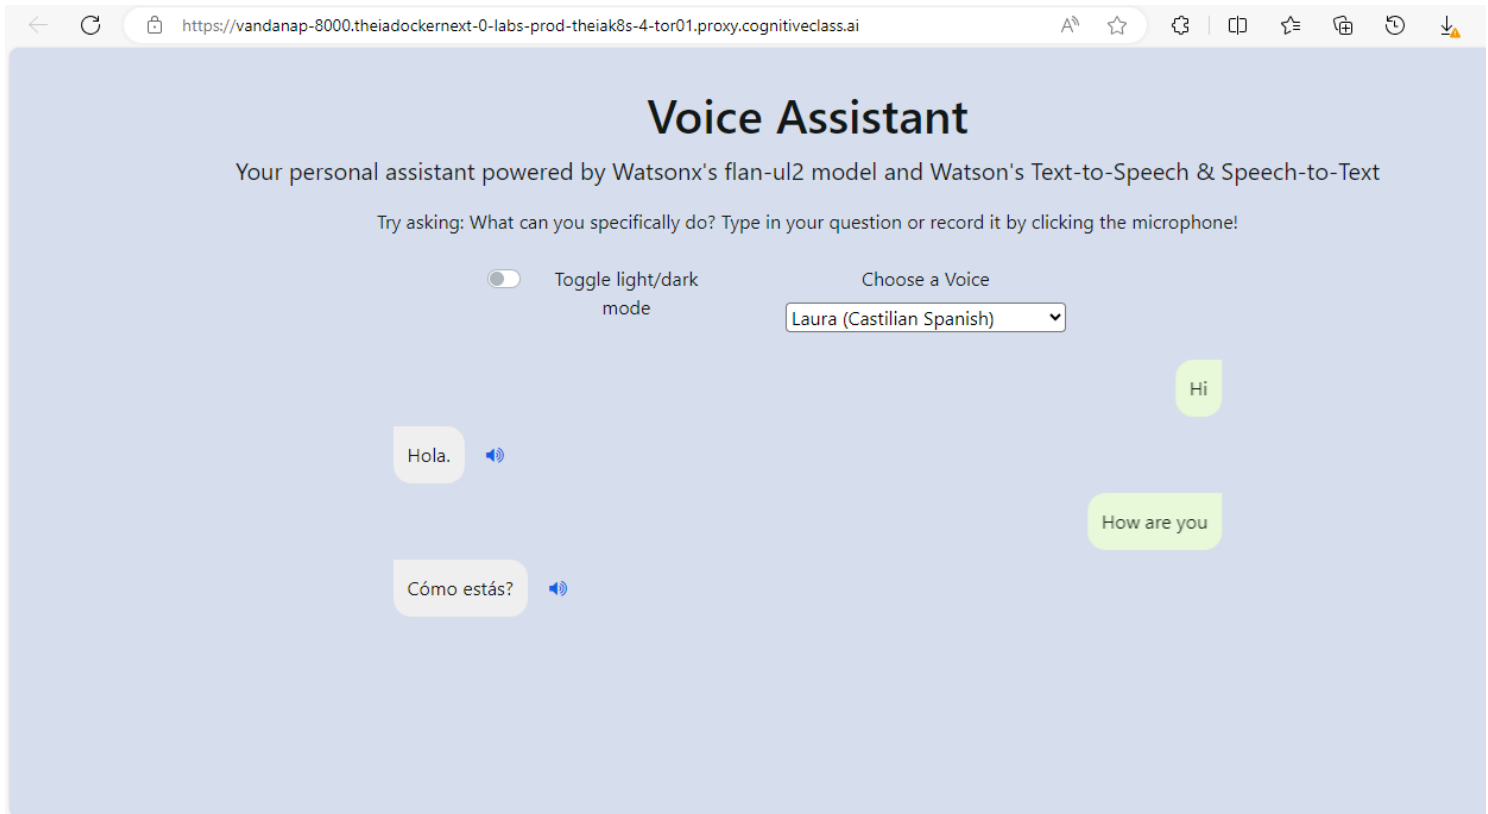 https://vandanap-8000.theiadockernext-0-labs-prod-theiak8s-4-tor01.proxy.cognitiveclass.ai
Voice Assistant
Your personal assistant powered by Watsonx's flan-ul2 model and Watson's Text-to-Speech & Speech-to-Text
Try asking: What can you specifically do? Type in your question or record it by clicking the microphone!
Toggle light/dark
mode
Choose a Voice
Laura (Castilian Spanish)
Hi
Hola.
How are you
Cómo estás?